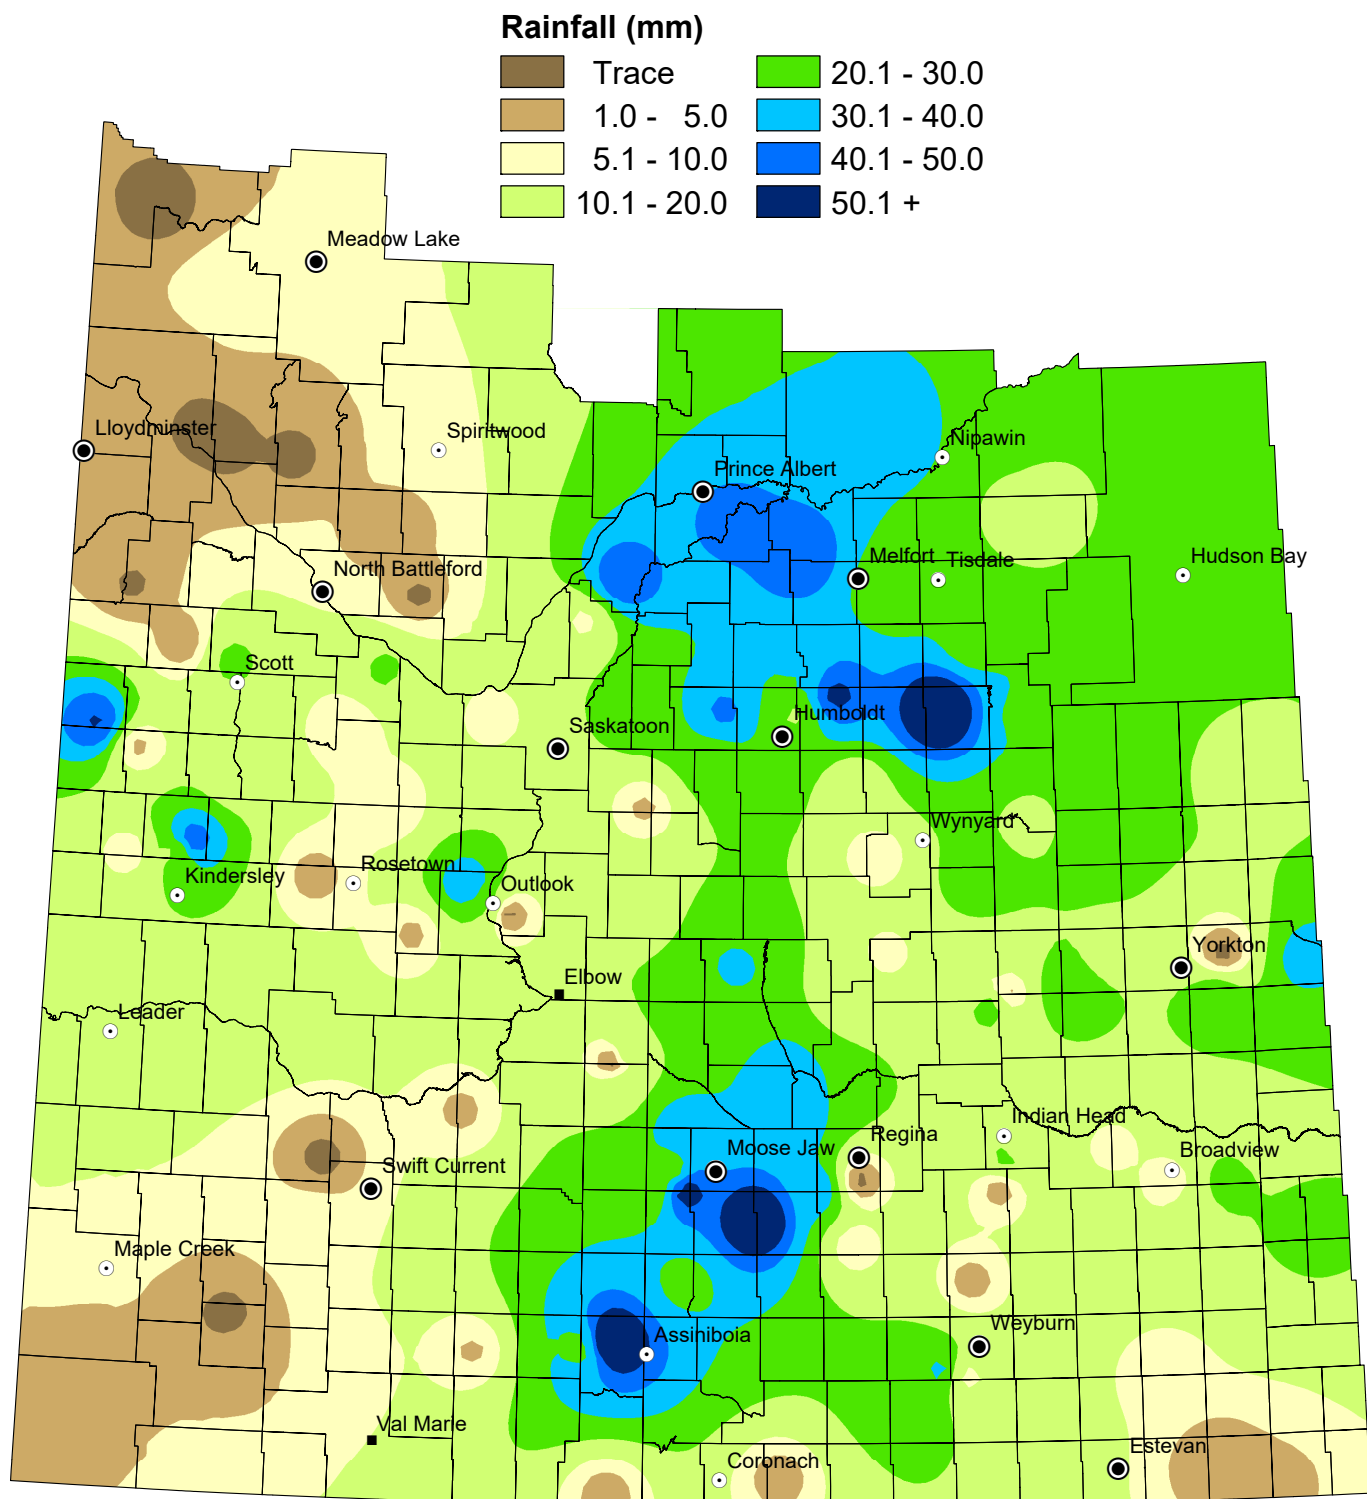 Rainfall (mm)
Trace
20.1 - 30.0
1.0 - 5.0
30.1 - 40.0
5.1 - 10.0
40.1 - 50.0
10.1 - 20.0
50.1 +
Meadow Lake
Lloydminster
Spiritwood
Nipawin
Prince Albert
North Battleford
Melfort
Tisdale
Hudson Bay
Scott
Saskatoon
Humboldt
Wynyard
Kindersley
Rosetown
Outlook
Yorkton
Elbow
Leader
Indian Head
Regina
Moose Jaw
Broadview
Swift Current
Maple Creek
Weyburn
Assiniboia
Val Marie
Coronach
Estevan